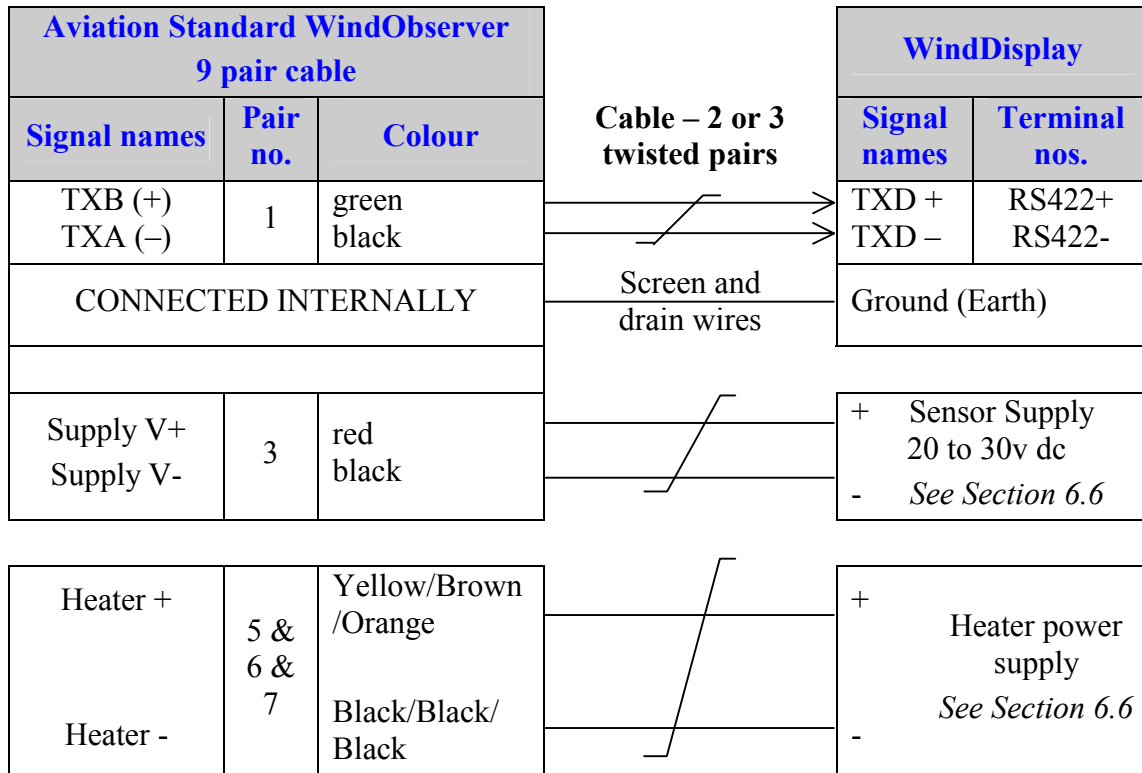 Aviation Standard WindObserver
9 pair cable
Signal names
Pair
no.
Colour
Cable – 2 or 3
twisted pairs
WindDisplay
Signal
names
Terminal
nos.
TXB (+)
TXA (–)
1
green
black
TXD +
TXD –
RS422+
RS422-
CONNECTED INTERNALLY
Screen and
drain wires
Ground (Earth)
Supply V+
Supply V-
3
red
black
+ Sensor Supply
20 to 30v dc
- See Section 6.6
Heater +
Heater -
5 &
6 &
7
Yellow/Brown
/Orange
Black/Black/
Black
+
Heater power
supply
See Section 6.6
-